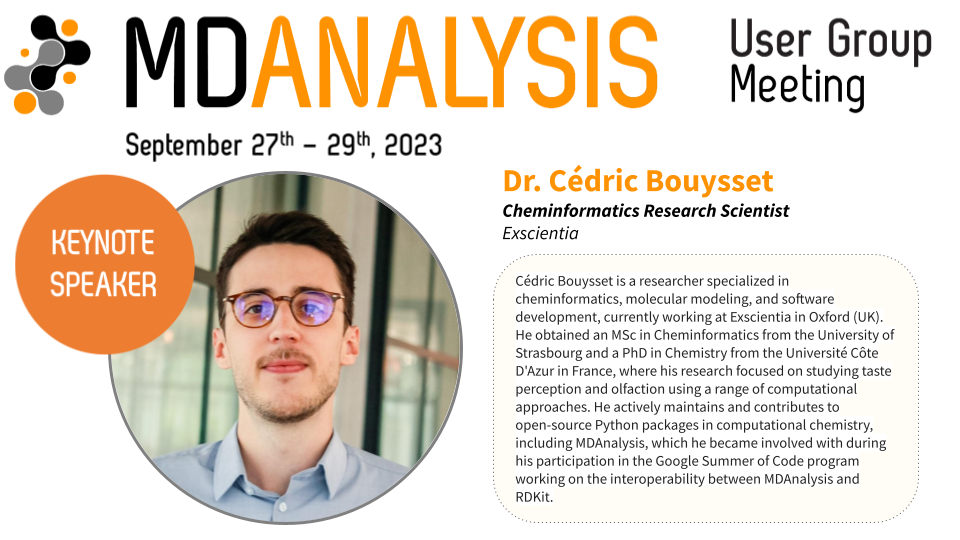 MDANALYSIS
User Group
Meeting
September 27th – 29th, 2023
KEYNOTE
SPEAKER
Dr. Cédric Bouysset
Cheminformatics Research Scientist
Exscientia
Cédric Bouysset is a researcher specialized in
cheminformatics, molecular modeling, and software
development, currently working at Exscientia in Oxford (UK).
He obtained an MSc in Cheminformatics from the University of
Strasbourg and a PhD in Chemistry from the Université Côte
D'Azur in France, where his research focused on studying taste
perception and olfaction using a range of computational
approaches. He actively maintains and contributes to
open-source Python packages in computational chemistry,
including MDAnalysis, which he became involved with during
his participation in the Google Summer of Code program
working on the interoperability between MDAnalysis and
RDKit.